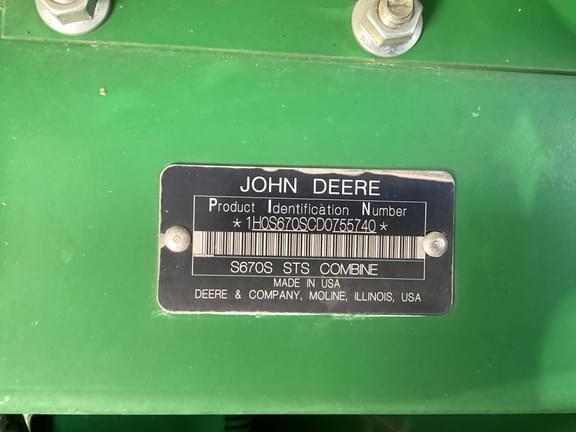 JOHN DEERE
Product Identification Number
*1H0S670SCD0755740*
S670S STS COMBINE
MADE IN USA
DEERE & COMPANY, MOLINE, ILLINOIS, USA